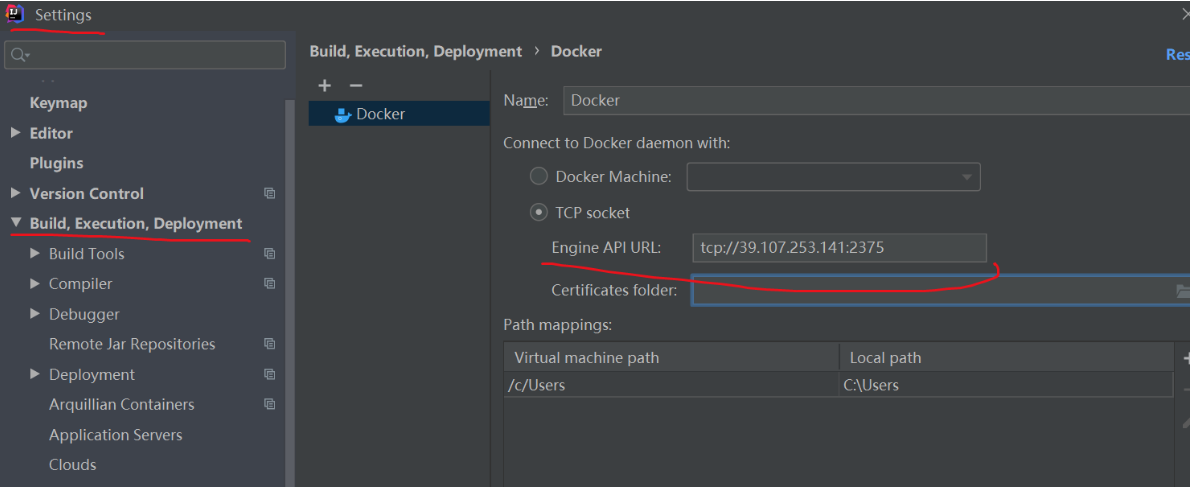 Settings
Build, Execution, Deployment › Docker
Res
Keymap
Editor
Plugins
Version Control
Build, Execution, Deployment
Build Tools
Compiler
Debugger
Remote Jar Repositories
Deployment
Arquillian Containers
Application Servers
Clouds
Docker
Name: Docker
Connect to Docker daemon with:
Docker Machine:
TCP socket
Engine API URL: tcp://39.107.253.141:2375
Certificates folder:
Path mappings:
Virtual machine path Local path
/c/Users C:\Users